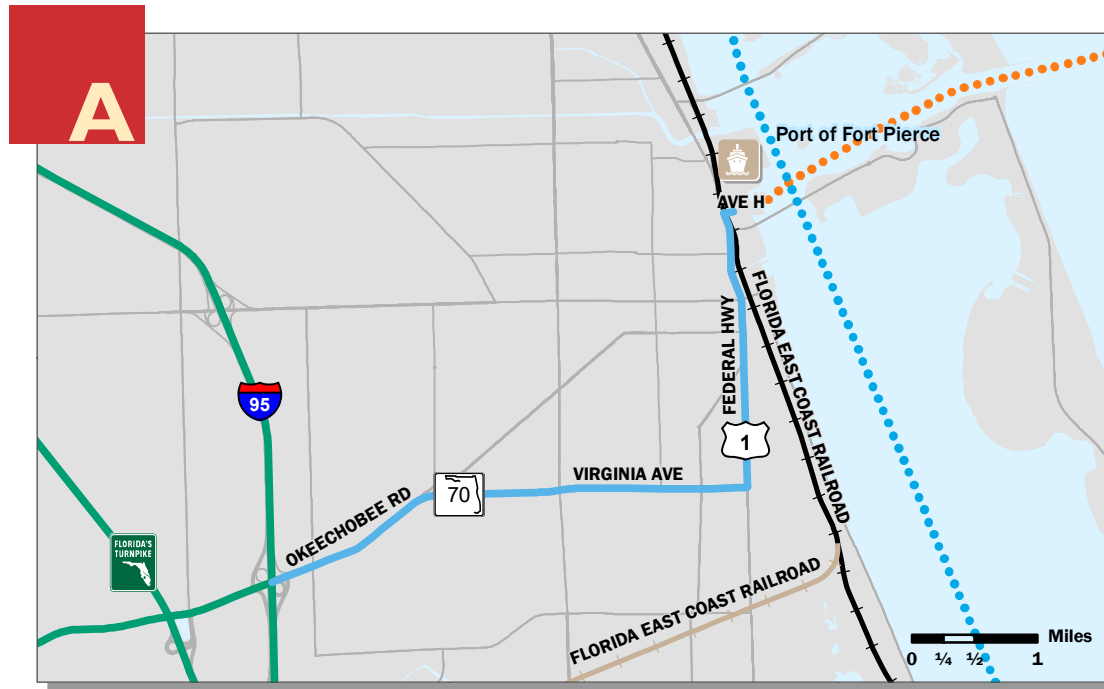 A
Port of Fort Pierce
AVE H
FLORIDA EAST COAST RAILROAD
FEDERAL HWY
95
1
VIRGINIA AVE
70
OKEECHOBEE RD
FLORIDA'S
TURNPIKE
FLORIDA EAST COAST RAILROAD
Miles
0 ¼ ½ 1